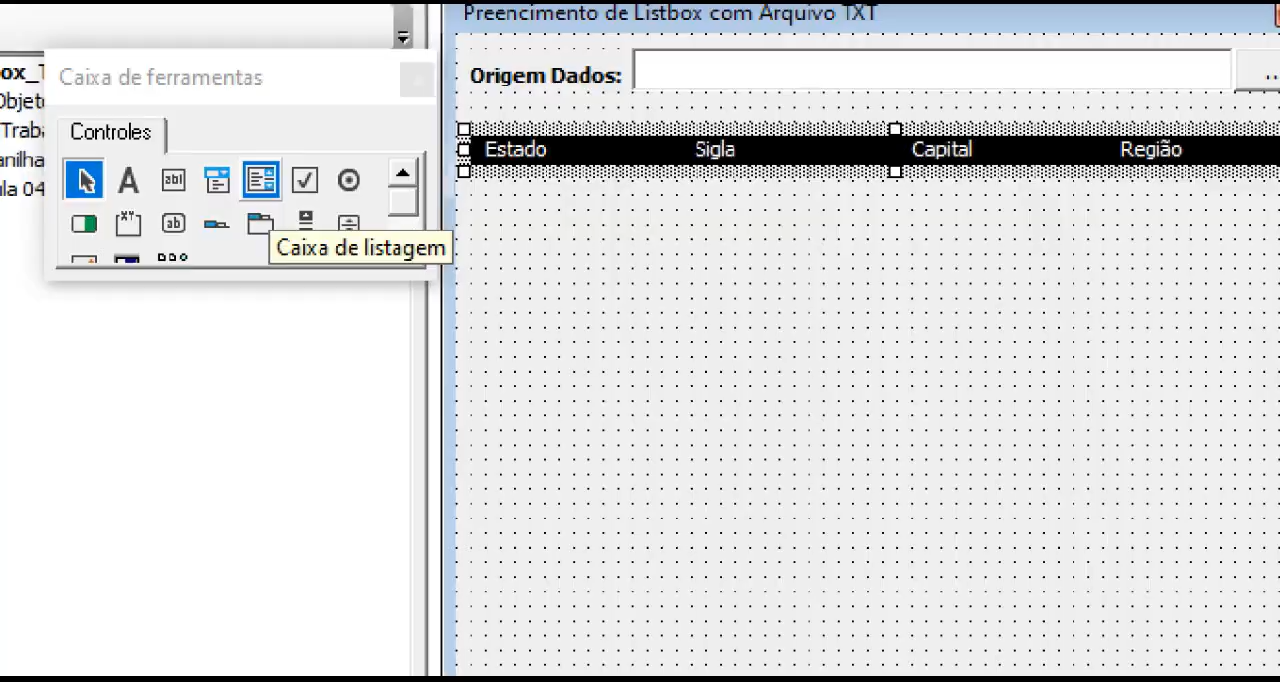 Preencimento de Listbox com Arquivo TXT
Caixa de ferramentas
Controles
Caixa de listagem
Origem Dados:
..
Estado Sigla Capital Região